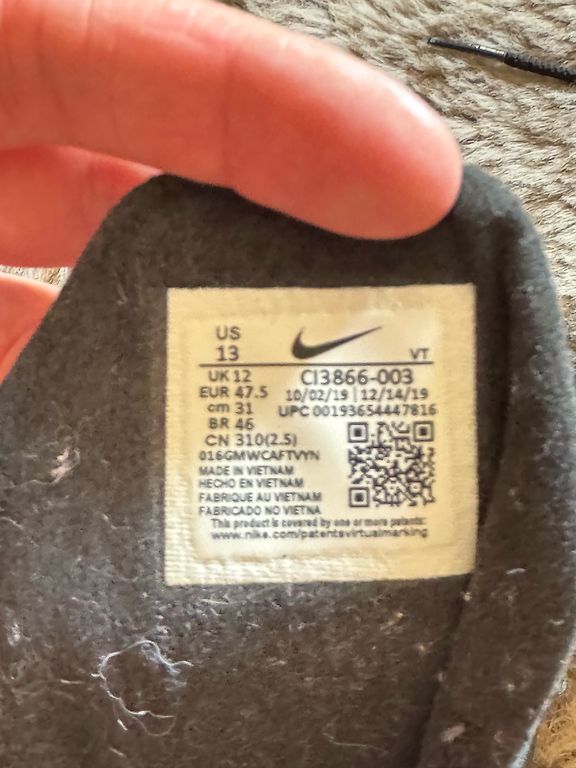 US
13
VT
UK 12
CI3866-003
EUR 47.5
10/02/19 | 12/14/19
cm 31
UPC 00193654447816
BR 46
CN 310(2.5)
016GMWCAFTVYN
MADE IN VIETNAM
HECHO EN VIETNAM
FABRIQUE AU VIETNAM
FABRICADO NO VIETNA
This product is covered by one or more patents:
www.nike.com/patentsvirtualmarking